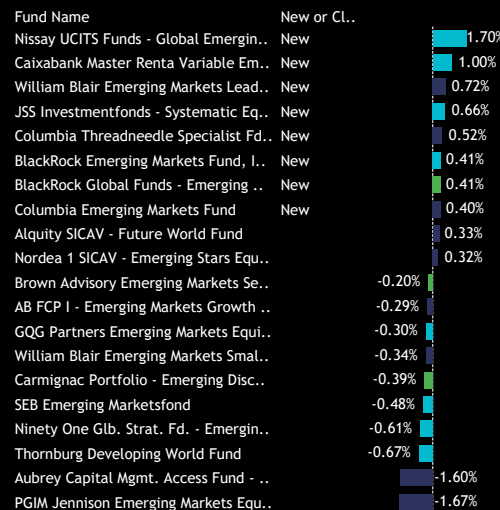 Fund Name New or Cl..
Nissay UCITS Funds - Global Emergin.. New 1.70%
Caixabank Master Renta Variable Em.. New 1.00%
William Blair Emerging Markets Lead.. New 0.72%
JSS Investmentfonds - Systematic Eq.. New 0.66%
Columbia Threadneedle Specialist Fd.. New 0.52%
BlackRock Emerging Markets Fund, I.. New 0.41%
BlackRock Global Funds - Emerging .. New 0.41%
Columbia Emerging Markets Fund New 0.40%
Alquity SICAV - Future World Fund 0.33%
Nordea 1 SICAV - Emerging Stars Equ.. 0.32%
Brown Advisory Emerging Markets Se.. -0.20%
AB FCP I - Emerging Markets Growth .. -0.29%
GQG Partners Emerging Markets Equi.. -0.30%
William Blair Emerging Markets Smal.. -0.34%
Carmignac Portfolio - Emerging Disc.. -0.39%
SEB Emerging Marketsfond -0.48%
Ninety One Glb. Strat. Fd. - Emergin.. -0.61%
Thornburg Developing World Fund -0.67%
Aubrey Capital Mgmt. Access Fund - .. -1.60%
PGIM Jennison Emerging Markets Equ.. -1.67%